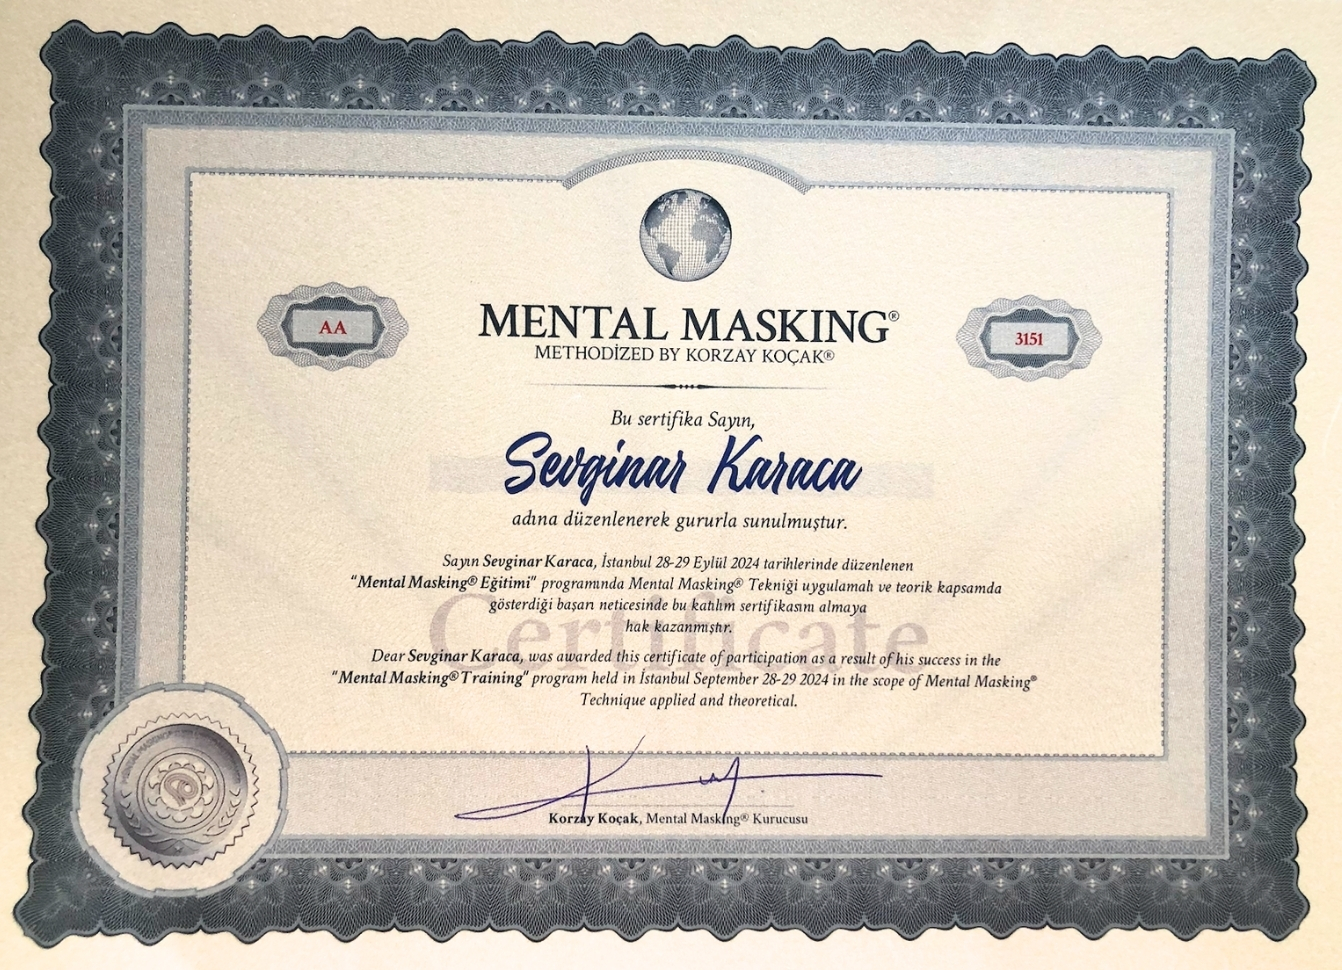 MENTAL MASKING®
METHODİZED BY KORZAY KOÇAK®
AA
3151
Bu sertifika Sayın,
Sevginar Karaca
adına düzenlenerek gururla sunulmuştur.
Sayın Sevginar Karaca, İstanbul 28-29 Eylül 2024 tarihlerinde düzenlenen
"Mental Masking® Eğitimi" programında Mental Masking® Tekniği uygulamalı ve teorik kapsamda
gösterdiği başarı neticesinde bu katılım sertifikasını almaya
hak kazanmıştır.
Certificate
Dear Sevginar Karaca, was awarded this certificate of participation as a result of his success in the
"Mental Masking® Training" program held in İstanbul September 28-29 2024 in the scope of Mental Masking®
Technique applied and theoretical.
Korzay Koçak, Mental Masking® Kurucusu